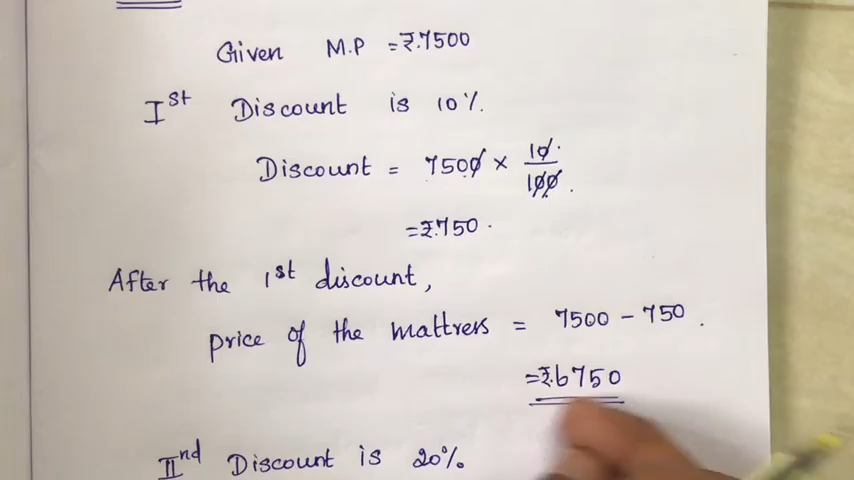 Given M.P = ₹.7500
Ist Discount is 10%.
Discount = 7500 × 10/100.
= ₹.750.
After the 1st discount,
price of the mattress = 7500 - 750.
= ₹.6750
IInd Discount is 20%.